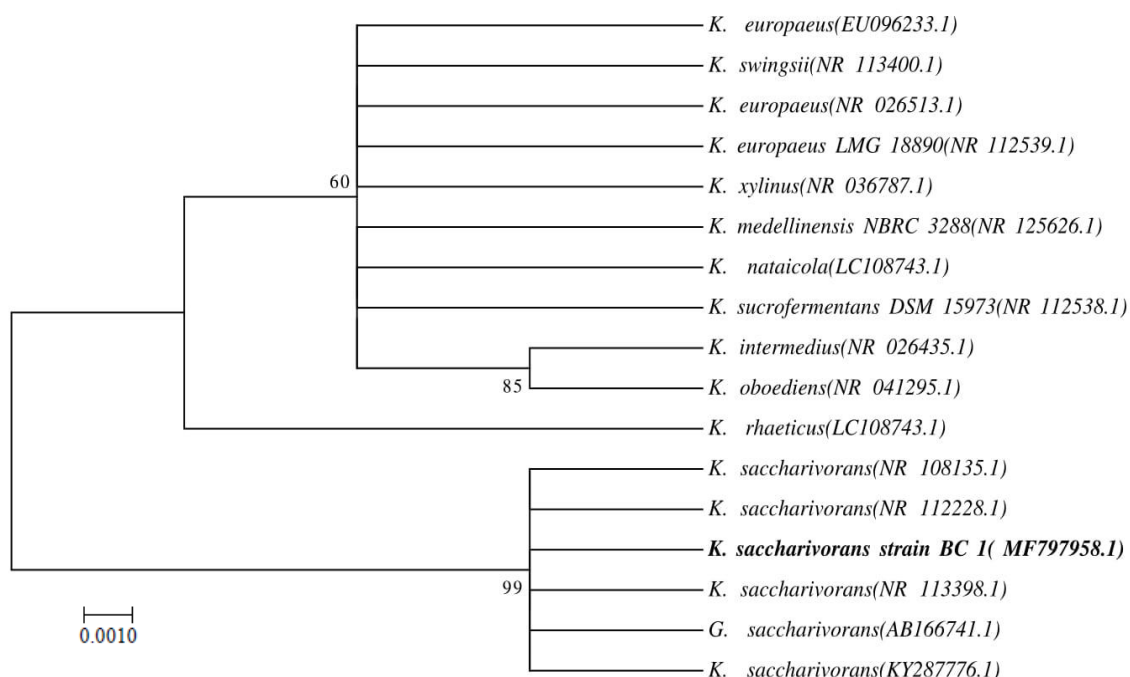 K. europaeus(EU096233.1)
K. swingsii(NR 113400.1)
K. europaeus(NR 026513.1)
K. europaeus LMG 18890(NR 112539.1)
60
K. xylinus(NR 036787.1)
K. medellinensis NBRC 3288(NR 125626.1)
K. nataicola(LC108743.1)
K. sucrofermentans DSM 15973(NR 112538.1)
K. intermedius(NR 026435.1)
85
K. oboediens(NR 041295.1)
K. rhaeticus(LC108743.1)
K. saccharivorans(NR 108135.1)
K. saccharivorans(NR 112228.1)
K. saccharivorans strain BC 1( MF797958.1)
99
K. saccharivorans(NR 113398.1)
G. saccharivorans(AB166741.1)
K. saccharivorans(KY287776.1)
0.0010